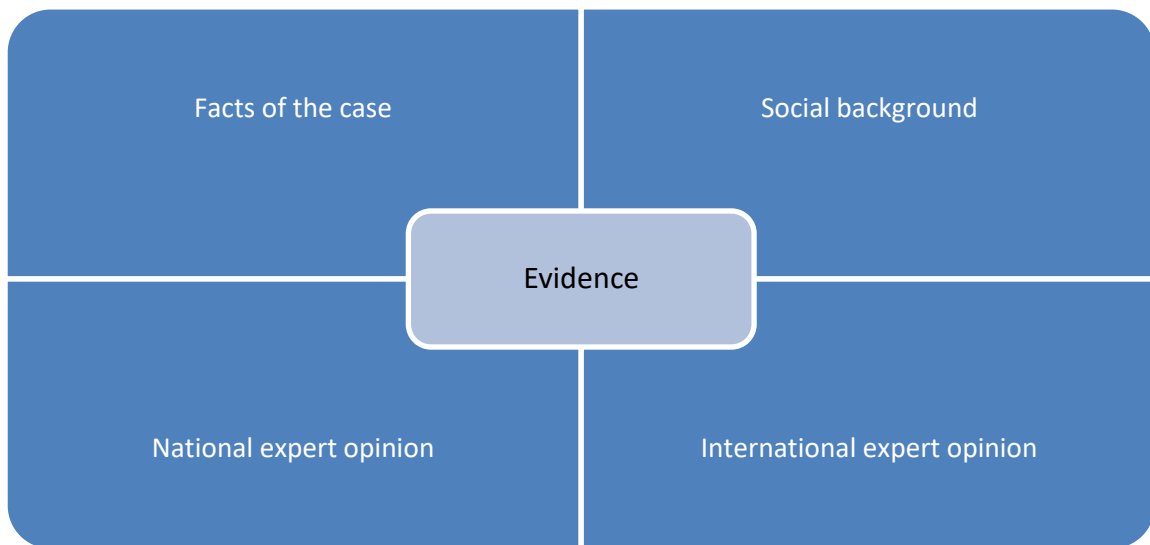 Facts of the case
Social background
Evidence
National expert opinion
International expert opinion